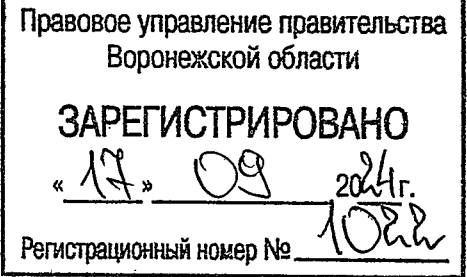 Правовое управление правительства
Воронежской области
ЗАРЕГИСТРИРОВАНО
«17» 09 2024г.
Регистрационный номер № 1022